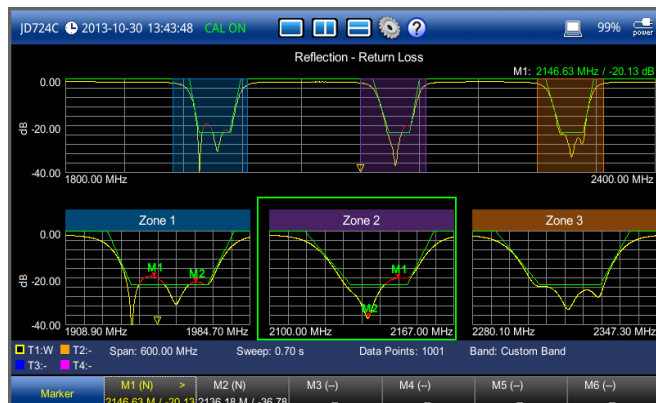 JD724C 2013-10-30 13:43:48 CAL ON 99% power
Reflection - Return Loss
M1: 2146.63 MHz / -20.13 dB
0.00
dB
-20.00
-40.00
1800.00 MHz 2400.00 MHz
Zone 1 Zone 2 Zone 3
0.00
M1 M2 M1
dB
-20.00
M2
-40.00
1908.90 MHz 1984.70 MHz 2100.00 MHz 2167.00 MHz 2280.10 MHz 2347.30 MHz
T1:W T2:- Span: 600.00 MHz Sweep: 0.70 s Data Points: 1001 Band: Custom Band
T3:- T4:-
Marker M1 (N) > M2 (N) M3 (--) M4 (--) M5 (--) M6 (--)
2146.63 M / -20.13 2136.18 M / -36.78 -- -- -- --